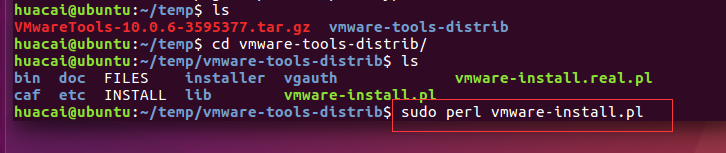 huacai@ubuntu:~/temp$ ls
VMwareTools-10.0.6-3595377.tar.gz  vmware-tools-distrib
huacai@ubuntu:~/temp$ cd vmware-tools-distrib/
huacai@ubuntu:~/temp/vmware-tools-distrib$ ls
bin  doc  FILES    installer  vgauth             vmware-install.real.pl
caf  etc  INSTALL  lib        vmware-install.pl
huacai@ubuntu:~/temp/vmware-tools-distrib$ sudo perl vmware-install.pl